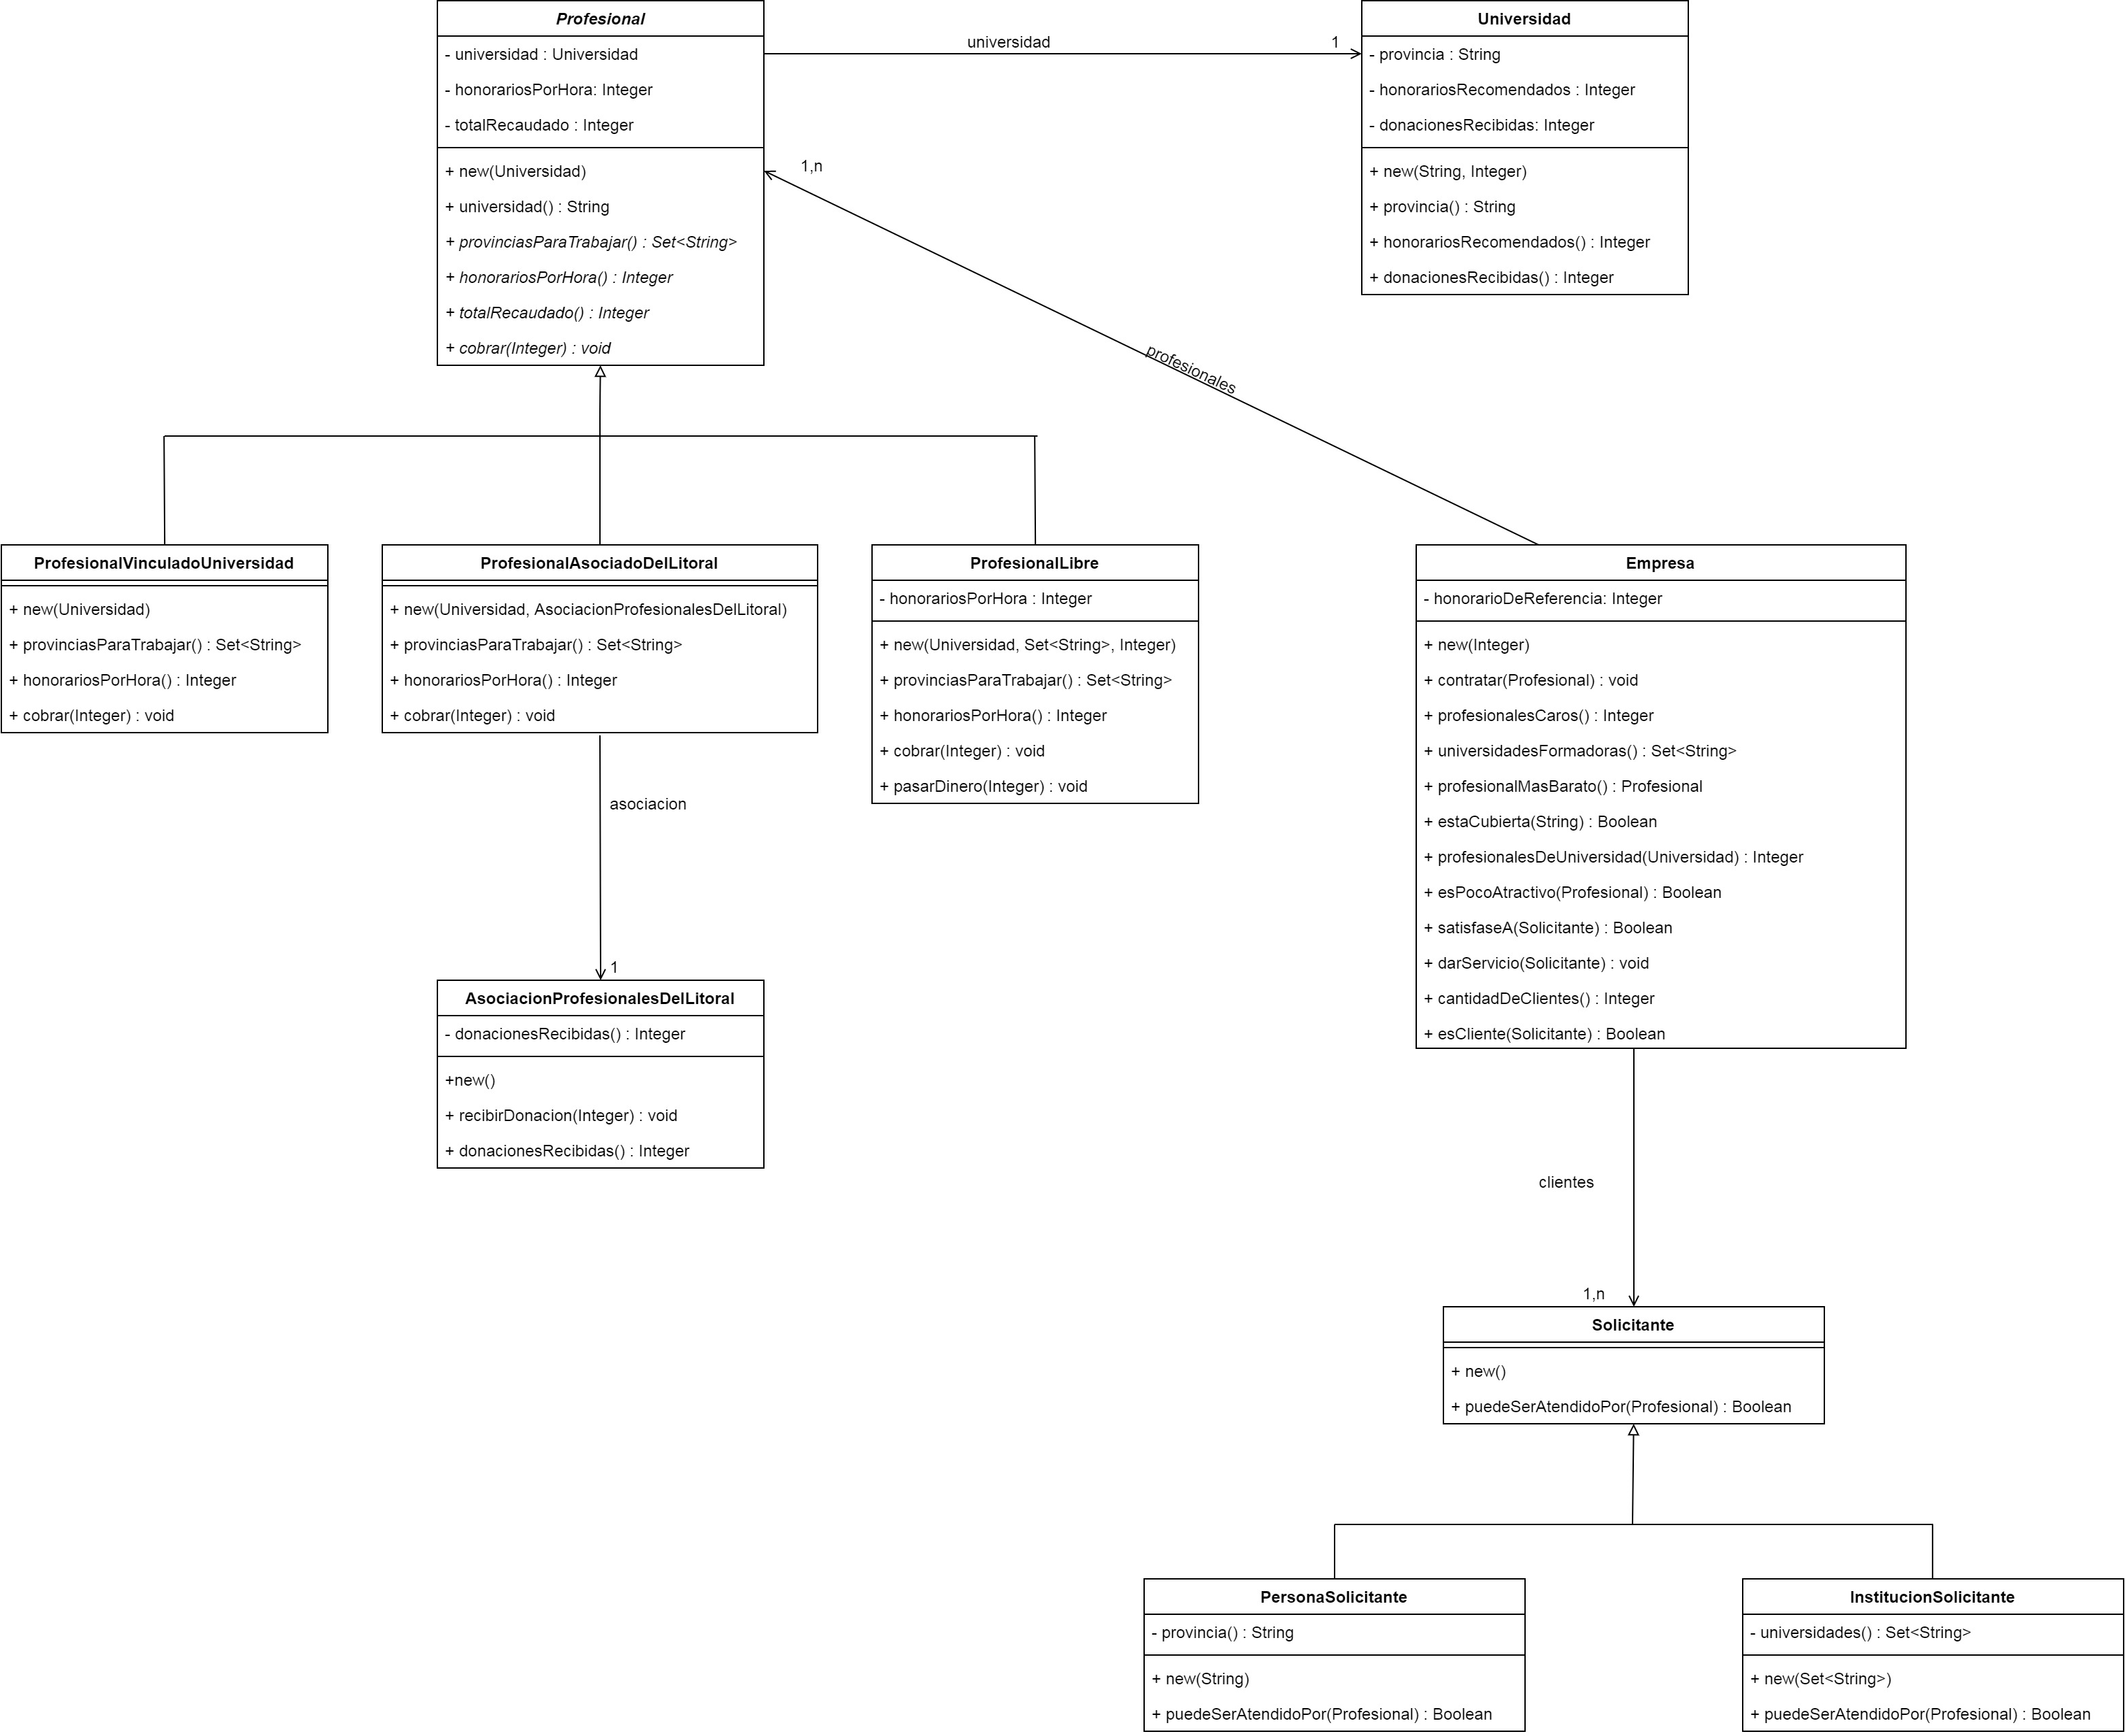 Profesional
- universidad : Universidad
- honorariosPorHora: Integer
- totalRecaudado : Integer
+ new(Universidad)
+ universidad() : String
+ provinciasParaTrabajar() : Set<String>
+ honorariosPorHora() : Integer
+ totalRecaudado() : Integer
+ cobrar(Integer) : void
universidad
1
Universidad
- provincia : String
- honorariosRecomendados : Integer
- donacionesRecibidas: Integer
+ new(String, Integer)
+ provincia() : String
+ honorariosRecomendados() : Integer
+ donacionesRecibidas() : Integer
1,n
profesionales
ProfesionalVinculadoUniversidad
+ new(Universidad)
+ provinciasParaTrabajar() : Set<String>
+ honorariosPorHora() : Integer
+ cobrar(Integer) : void
ProfesionalAsociadoDelLitoral
+ new(Universidad, AsociacionProfesionalesDelLitoral)
+ provinciasParaTrabajar() : Set<String>
+ honorariosPorHora() : Integer
+ cobrar(Integer) : void
ProfesionalLibre
- honorariosPorHora : Integer
+ new(Universidad, Set<String>, Integer)
+ provinciasParaTrabajar() : Set<String>
+ honorariosPorHora() : Integer
+ cobrar(Integer) : void
+ pasarDinero(Integer) : void
Empresa
- honorarioDeReferencia: Integer
+ new(Integer)
+ contratar(Profesional) : void
+ profesionalesCaros() : Integer
+ universidadesFormadoras() : Set<String>
+ profesionalMasBarato() : Profesional
+ estaCubierta(String) : Boolean
+ profesionalesDeUniversidad(Universidad) : Integer
+ esPocoAtractivo(Profesional) : Boolean
+ satisfaseA(Solicitante) : Boolean
+ darServicio(Solicitante) : void
+ cantidadDeClientes() : Integer
+ esCliente(Solicitante) : Boolean
asociacion
1
AsociacionProfesionalesDelLitoral
- donacionesRecibidas() : Integer
+new()
+ recibirDonacion(Integer) : void
+ donacionesRecibidas() : Integer
clientes
1,n
Solicitante
+ new()
+ puedeSerAtendidoPor(Profesional) : Boolean
PersonaSolicitante
- provincia() : String
+ new(String)
+ puedeSerAtendidoPor(Profesional) : Boolean
InstitucionSolicitante
- universidades() : Set<String>
+ new(Set<String>)
+ puedeSerAtendidoPor(Profesional) : Boolean